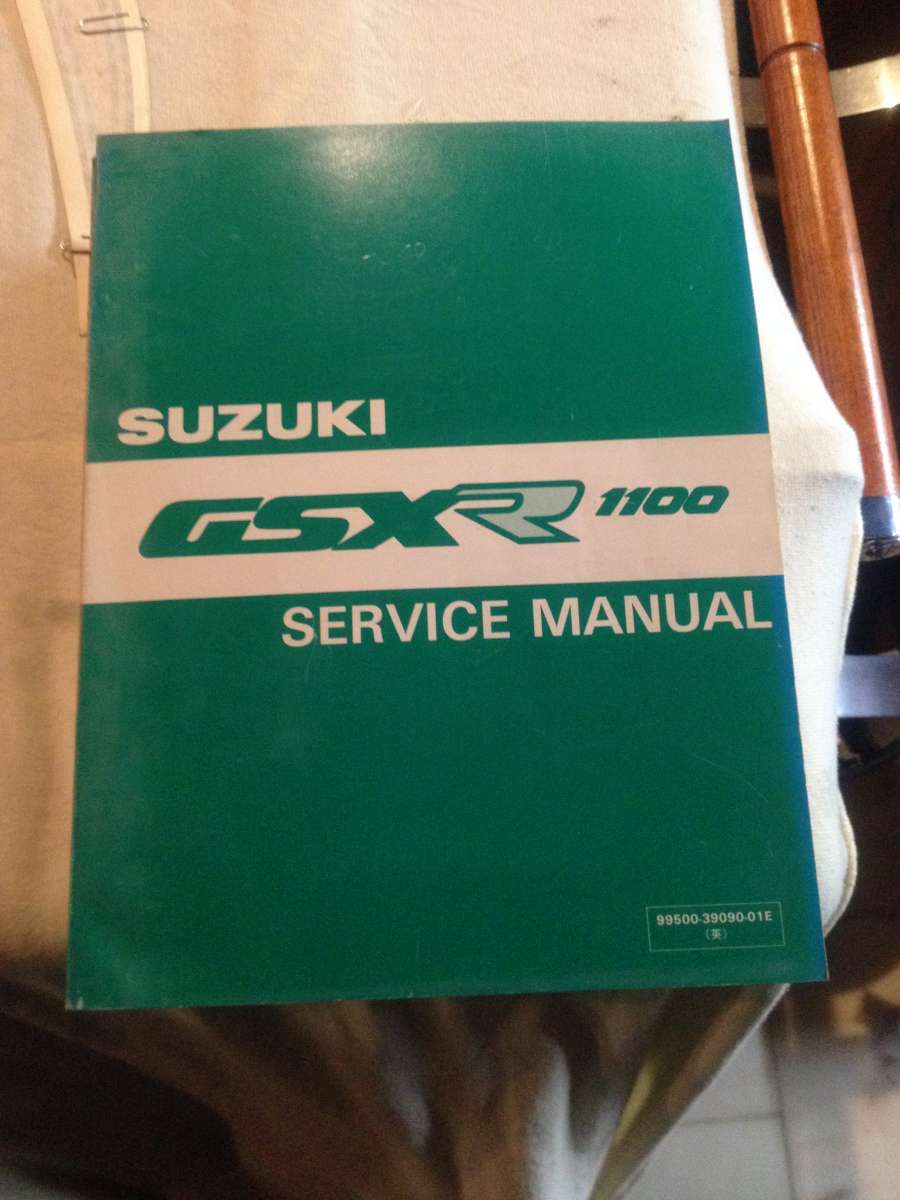 SUZUKI
GSXR 1100
SERVICE MANUAL
99500-39090-01E
(英)